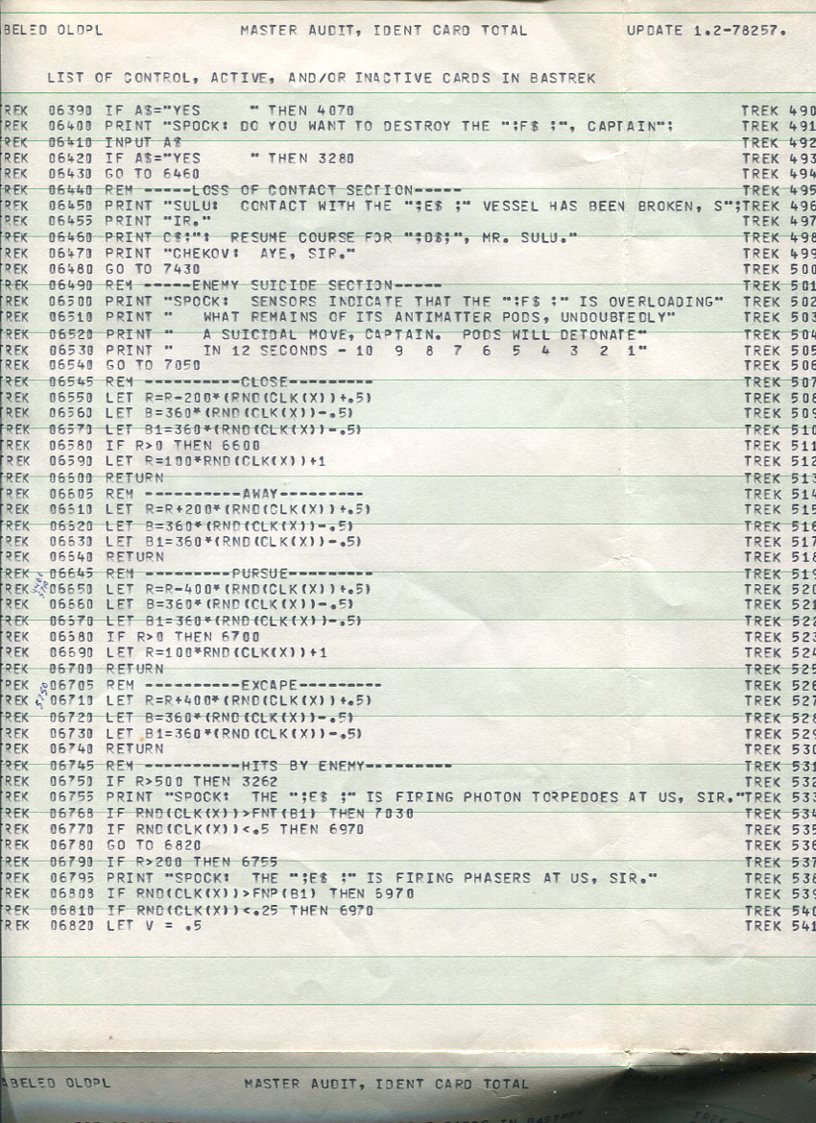 ABELED OLDPL MASTER AUDIT, IDENT CARD TOTAL UPDATE 1.2-78257.
LIST OF CONTROL, ACTIVE, AND/OR INACTIVE CARDS IN BASTREK
TREK 06390 IF A$="YES " THEN 4070 TREK 490
TREK 06400 PRINT "SPOCK: DO YOU WANT TO DESTROY THE ";F$ ;", CAPTAIN"; TREK 491
TREK 06410 INPUT A$ TREK 492
TREK 06420 IF A$="YES " THEN 3280 TREK 493
TREK 06430 GO TO 6460 TREK 494
TREK 06440 REM -----LOSS OF CONTACT SECTION----- TREK 495
TREK 06450 PRINT "SULU: CONTACT WITH THE ";E$ ;" VESSEL HAS BEEN BROKEN, S"; TREK 496
TREK 06455 PRINT "IR." TREK 497
TREK 06460 PRINT C$;": RESUME COURSE FOR ";D$;", MR. SULU." TREK 498
TREK 06470 PRINT "CHEKOV: AYE, SIR." TREK 499
TREK 06480 GO TO 7430 TREK 500
TREK 06490 REM -----ENEMY SUICIDE SECTION----- TREK 501
TREK 06500 PRINT "SPOCK: SENSORS INDICATE THAT THE ";F$ ;" IS OVERLOADING" TREK 502
TREK 06510 PRINT " WHAT REMAINS OF ITS ANTIMATTER PODS, UNDOUBTEDLY" TREK 503
TREK 06520 PRINT " A SUICIDAL MOVE, CAPTAIN. PODS WILL DETONATE" TREK 504
TREK 06530 PRINT " IN 12 SECONDS - 10 9 8 7 6 5 4 3 2 1" TREK 505
TREK 06540 GO TO 7050 TREK 506
TREK 06545 REM ----------CLOSE---------- TREK 507
TREK 06550 LET R=R-200*(RND(CLK(X))+.5) TREK 508
TREK 06560 LET B=360*(RND(CLK(X))-.5) TREK 509
TREK 06570 LET B1=360*(RND(CLK(X))-.5) TREK 510
TREK 06580 IF R>0 THEN 6600 TREK 511
TREK 06590 LET R=100*RND(CLK(X))+1 TREK 512
TREK 06600 RETURN TREK 513
TREK 06605 REM ----------AWAY---------- TREK 514
TREK 06610 LET R=R+200*(RND(CLK(X))+.5) TREK 515
TREK 06620 LET B=360*(RND(CLK(X))-.5) TREK 516
TREK 06630 LET B1=360*(RND(CLK(X))-.5) TREK 517
TREK 06640 RETURN TREK 518
TREK 06645 REM ----------PURSUE---------- TREK 519
TREK 06650 LET R=R-400*(RND(CLK(X))+.5) TREK 520
TREK 06660 LET B=360*(RND(CLK(X))-.5) TREK 521
TREK 06670 LET B1=360*(RND(CLK(X))-.5) TREK 522
TREK 06680 IF R>0 THEN 6700 TREK 523
TREK 06690 LET R=100*RND(CLK(X))+1 TREK 524
TREK 06700 RETURN TREK 525
TREK 06705 REM ----------EXCAPE---------- TREK 526
TREK 06710 LET R=R+400*(RND(CLK(X))+.5) TREK 527
TREK 06720 LET B=360*(RND(CLK(X))-.5) TREK 528
TREK 06730 LET B1=360*(RND(CLK(X))-.5) TREK 529
TREK 06740 RETURN TREK 530
TREK 06745 REM ----------HITS BY ENEMY---------- TREK 531
TREK 06750 IF R>500 THEN 3262 TREK 532
TREK 06755 PRINT "SPOCK: THE ";E$ ;" IS FIRING PHOTON TORPEDOES AT US, SIR." TREK 533
TREK 06768 IF RND(CLK(X))>FNT(B1) THEN 7030 TREK 534
TREK 06770 IF RND(CLK(X))<.5 THEN 6970 TREK 535
TREK 06780 GO TO 6820 TREK 536
TREK 06790 IF R>200 THEN 6755 TREK 537
TREK 06795 PRINT "SPOCK: THE ";E$ ;" IS FIRING PHASERS AT US, SIR." TREK 538
TREK 06808 IF RND(CLK(X))>FNP(B1) THEN 6970 TREK 539
TREK 06810 IF RND(CLK(X))<.25 THEN 6970 TREK 540
TREK 06820 LET V = .5 TREK 541
ABELED OLDPL MASTER AUDIT, IDENT CARD TOTAL